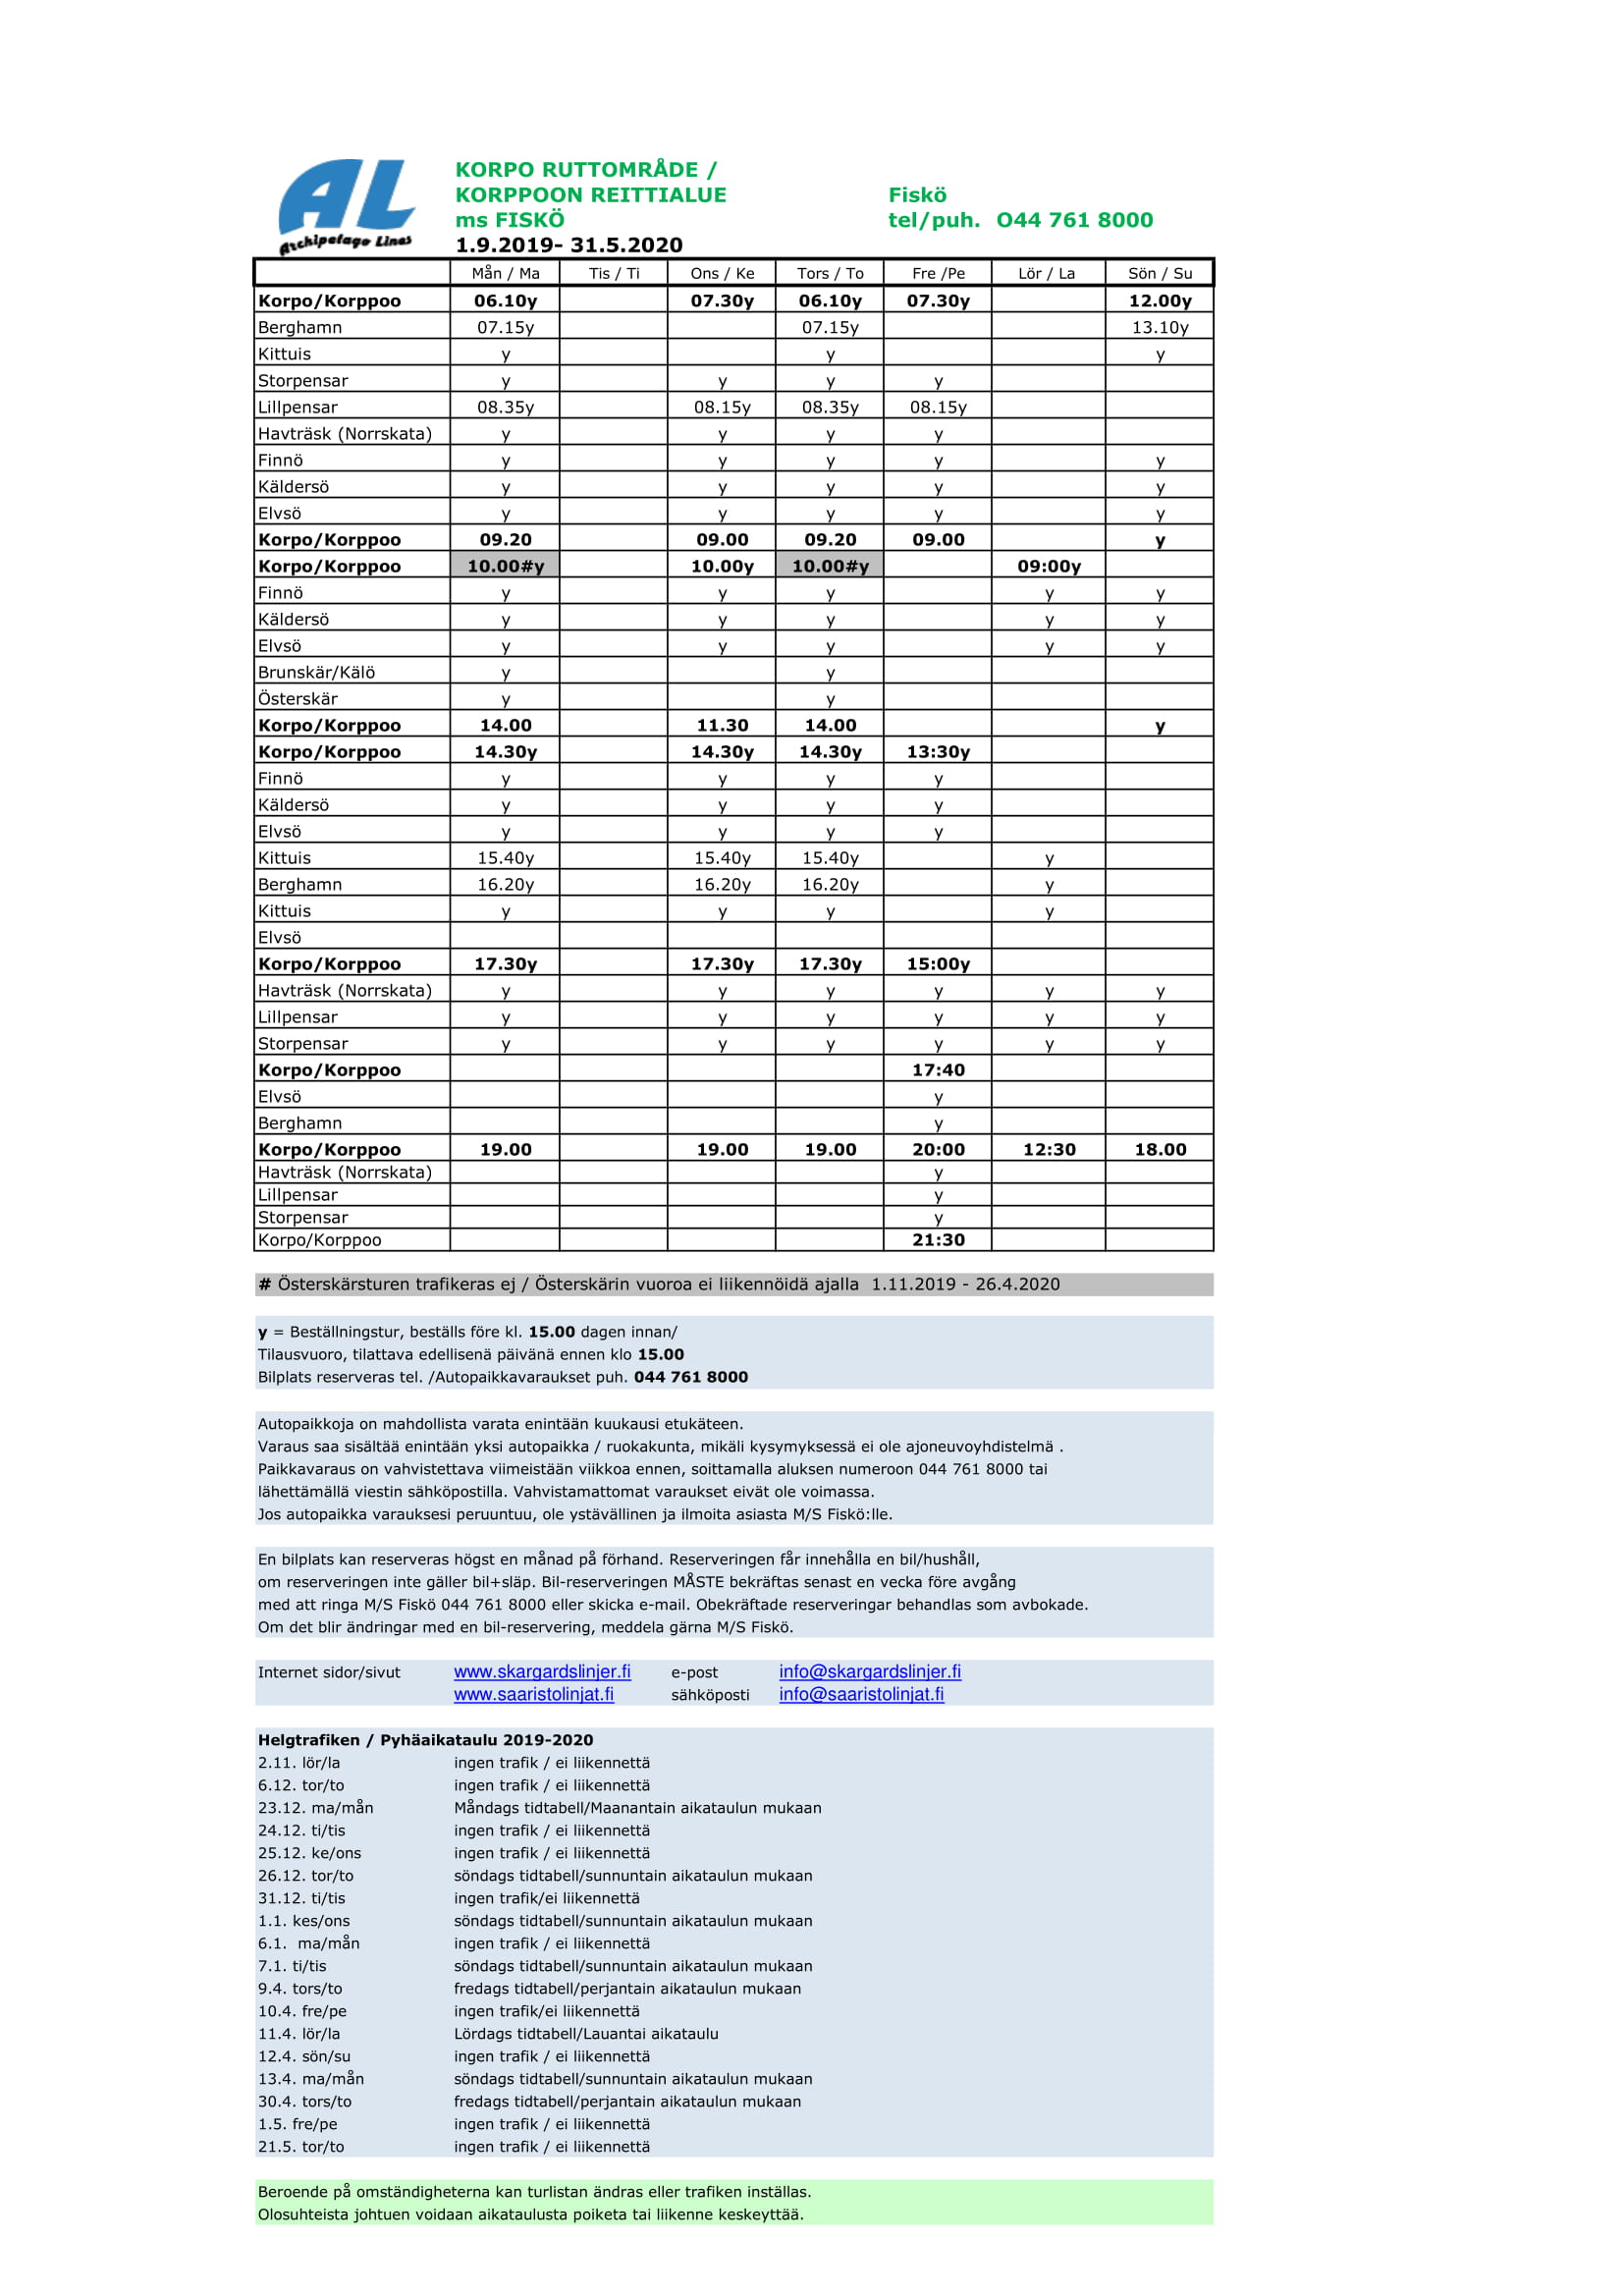 AL
Archipelago Lines
KORPO RUTTOMRÅDE /
KORPPOON REITTIALUE Fiskö
ms FISKÖ tel/puh. O44 761 8000
1.9.2019- 31.5.2020
Mån / Ma Tis / Ti Ons / Ke Tors / To Fre /Pe Lör / La Sön / Su
Korpo/Korppoo 06.10y 07.30y 06.10y 07.30y 12.00y
Berghamn 07.15y 07.15y 13.10y
Kittuis y y y
Storpensar y y y y
Lillpensar 08.35y 08.15y 08.35y 08.15y
Havträsk (Norrskata) y y y y
Finnö y y y y y
Käldersö y y y y y
Elvsö y y y y y
Korpo/Korppoo 09.20 09.00 09.20 09.00 y
Korpo/Korppoo 10.00#y 10.00y 10.00#y 09:00y
Finnö y y y y y
Käldersö y y y y y
Elvsö y y y y y
Brunskär/Kälö y y
Österskär y y
Korpo/Korppoo 14.00 11.30 14.00 y
Korpo/Korppoo 14.30y 14.30y 14.30y 13:30y
Finnö y y y y
Käldersö y y y y
Elvsö y y y y
Kittuis 15.40y 15.40y 15.40y y
Berghamn 16.20y 16.20y 16.20y y
Kittuis y y y y
Elvsö
Korpo/Korppoo 17.30y 17.30y 17.30y 15:00y
Havträsk (Norrskata) y y y y y y
Lillpensar y y y y y y
Storpensar y y y y y y
Korpo/Korppoo 17:40
Elvsö y
Berghamn y
Korpo/Korppoo 19.00 19.00 19.00 20:00 12:30 18.00
Havträsk (Norrskata) y
Lillpensar y
Storpensar y
Korpo/Korppoo 21:30
# Österskärsturen trafikeras ej / Österskärin vuoroa ei liikennöidä ajalla 1.11.2019 - 26.4.2020
y = Beställningstur, beställs före kl. 15.00 dagen innan/
Tilausvuoro, tilattava edellisenä päivänä ennen klo 15.00
Bilplats reserveras tel. /Autopaikkavaraukset puh. 044 761 8000
Autopaikkoja on mahdollista varata enintään kuukausi etukäteen.
Varaus saa sisältää enintään yksi autopaikka / ruokakunta, mikäli kysymyksessä ei ole ajoneuvoyhdistelmä .
Paikkavaraus on vahvistettava viimeistään viikkoa ennen, soittamalla aluksen numeroon 044 761 8000 tai
lähettämällä viestin sähköpostilla. Vahvistamattomat varaukset eivät ole voimassa.
Jos autopaikka varauksesi peruuntuu, ole ystävällinen ja ilmoita asiasta M/S Fiskö:lle.
En bilplats kan reserveras högst en månad på förhand. Reserveringen får innehålla en bil/hushåll,
om reserveringen inte gäller bil+släp. Bil-reserveringen MÅSTE bekräftas senast en vecka före avgång
med att ringa M/S Fiskö 044 761 8000 eller skicka e-mail. Obekräftade reserveringar behandlas som avbokade.
Om det blir ändringar med en bil-reservering, meddela gärna M/S Fiskö.
Internet sidor/sivut www.skargardslinjer.fi e-post info@skargardslinjer.fi
www.saaristolinjat.fi sähköposti info@saaristolinjat.fi
Helgtrafiken / Pyhäaikataulu 2019-2020
2.11. lör/la ingen trafik / ei liikennettä
6.12. tor/to ingen trafik / ei liikennettä
23.12. ma/mån Måndags tidtabell/Maanantain aikataulun mukaan
24.12. ti/tis ingen trafik / ei liikennettä
25.12. ke/ons ingen trafik / ei liikennettä
26.12. tor/to söndags tidtabell/sunnuntain aikataulun mukaan
31.12. ti/tis ingen trafik/ei liikennettä
1.1. kes/ons söndags tidtabell/sunnuntain aikataulun mukaan
6.1. ma/mån ingen trafik / ei liikennettä
7.1. ti/tis söndags tidtabell/sunnuntain aikataulun mukaan
9.4. tors/to fredags tidtabell/perjantain aikataulun mukaan
10.4. fre/pe ingen trafik/ei liikennettä
11.4. lör/la Lördags tidtabell/Lauantai aikataulu
12.4. sön/su ingen trafik / ei liikennettä
13.4. ma/mån söndags tidtabell/sunnuntain aikataulun mukaan
30.4. tors/to fredags tidtabell/perjantain aikataulun mukaan
1.5. fre/pe ingen trafik / ei liikennettä
21.5. tor/to ingen trafik / ei liikennettä
Beroende på omständigheterna kan turlistan ändras eller trafiken inställas.
Olosuhteista johtuen voidaan aikataulusta poiketa tai liikenne keskeyttää.